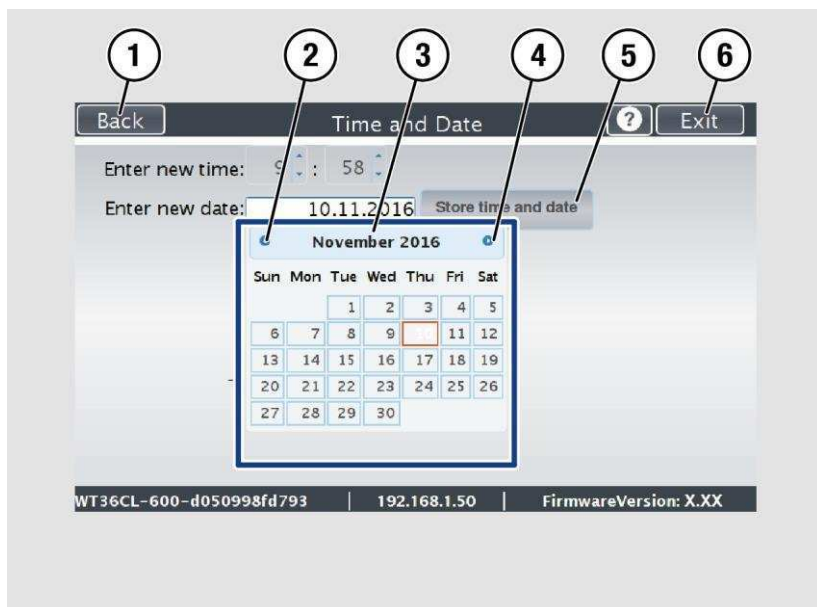 1 2 3 4 5 6
Back Time and Date ? Exit
Enter new time: 9 : 58
Enter new date: 10.11.2016 Store time and date
November 2016
Sun Mon Tue Wed Thu Fri Sat
1 2 3 4 5
6 7 8 9 10 11 12
13 14 15 16 17 18 19
20 21 22 23 24 25 26
27 28 29 30
WT36CL-600-d050998fd793 | 192.168.1.50 | FirmwareVersion: X.XX